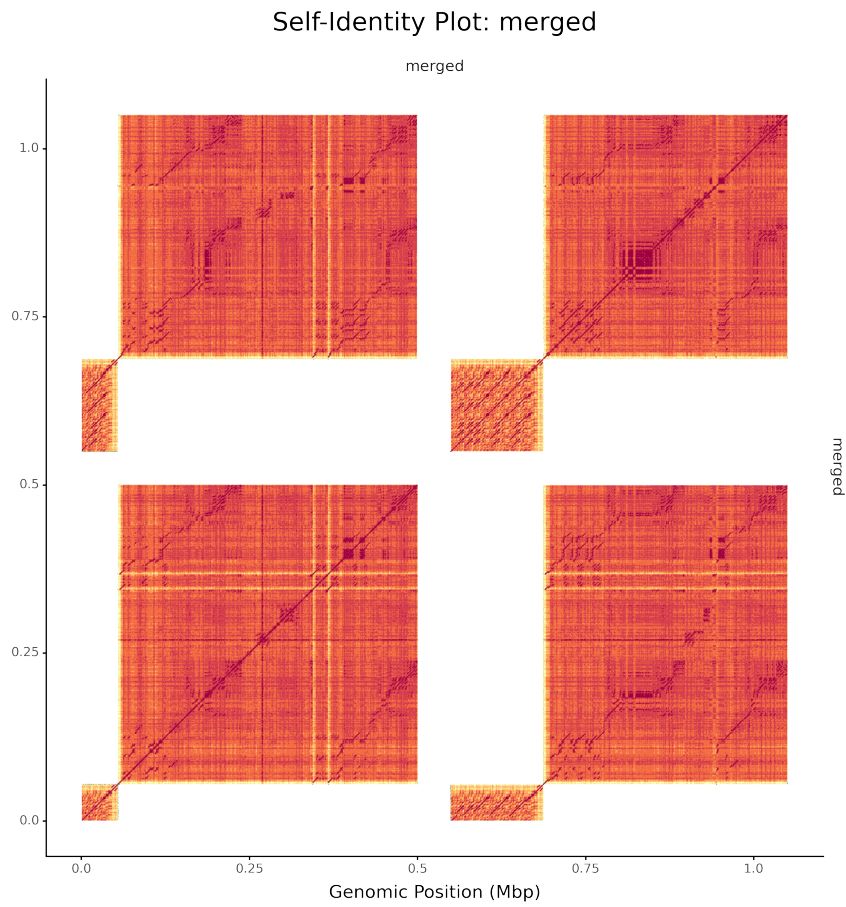 Self-Identity Plot: merged
merged
1.0
0.75
merged
0.5
0.25
0.0
0.0 0.25 0.5 0.75 1.0
Genomic Position (Mbp)